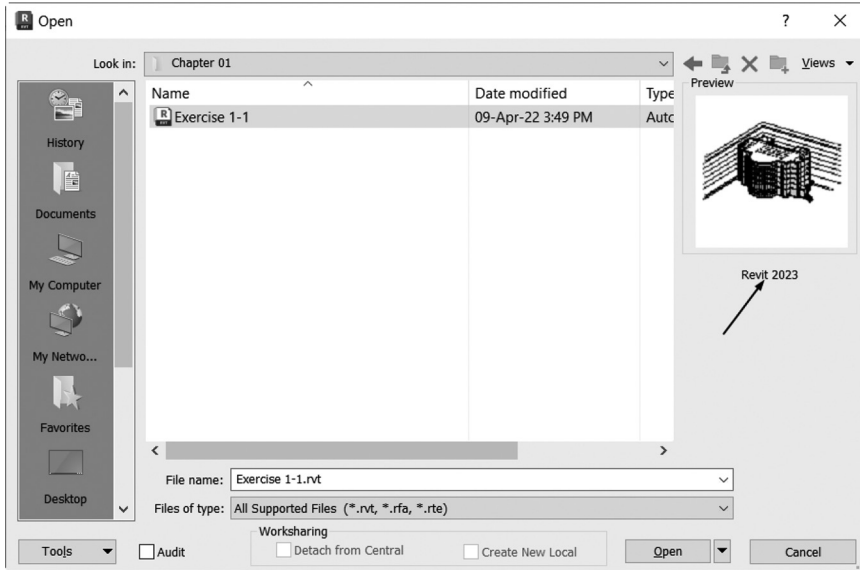 Open ?
Look in: Chapter 01 Views
Name Date modified Type
Preview
Exercise 1-1 09-Apr-22 3:49 PM Autc
History
Documents
My Computer
My Netwo...
Favorites
Desktop
Revit 2023
File name: Exercise 1-1.rvt
Files of type: All Supported Files (*.rvt, *.rfa, *.rte)
Worksharing
Tools Audit Detach from Central Create New Local Open Cancel